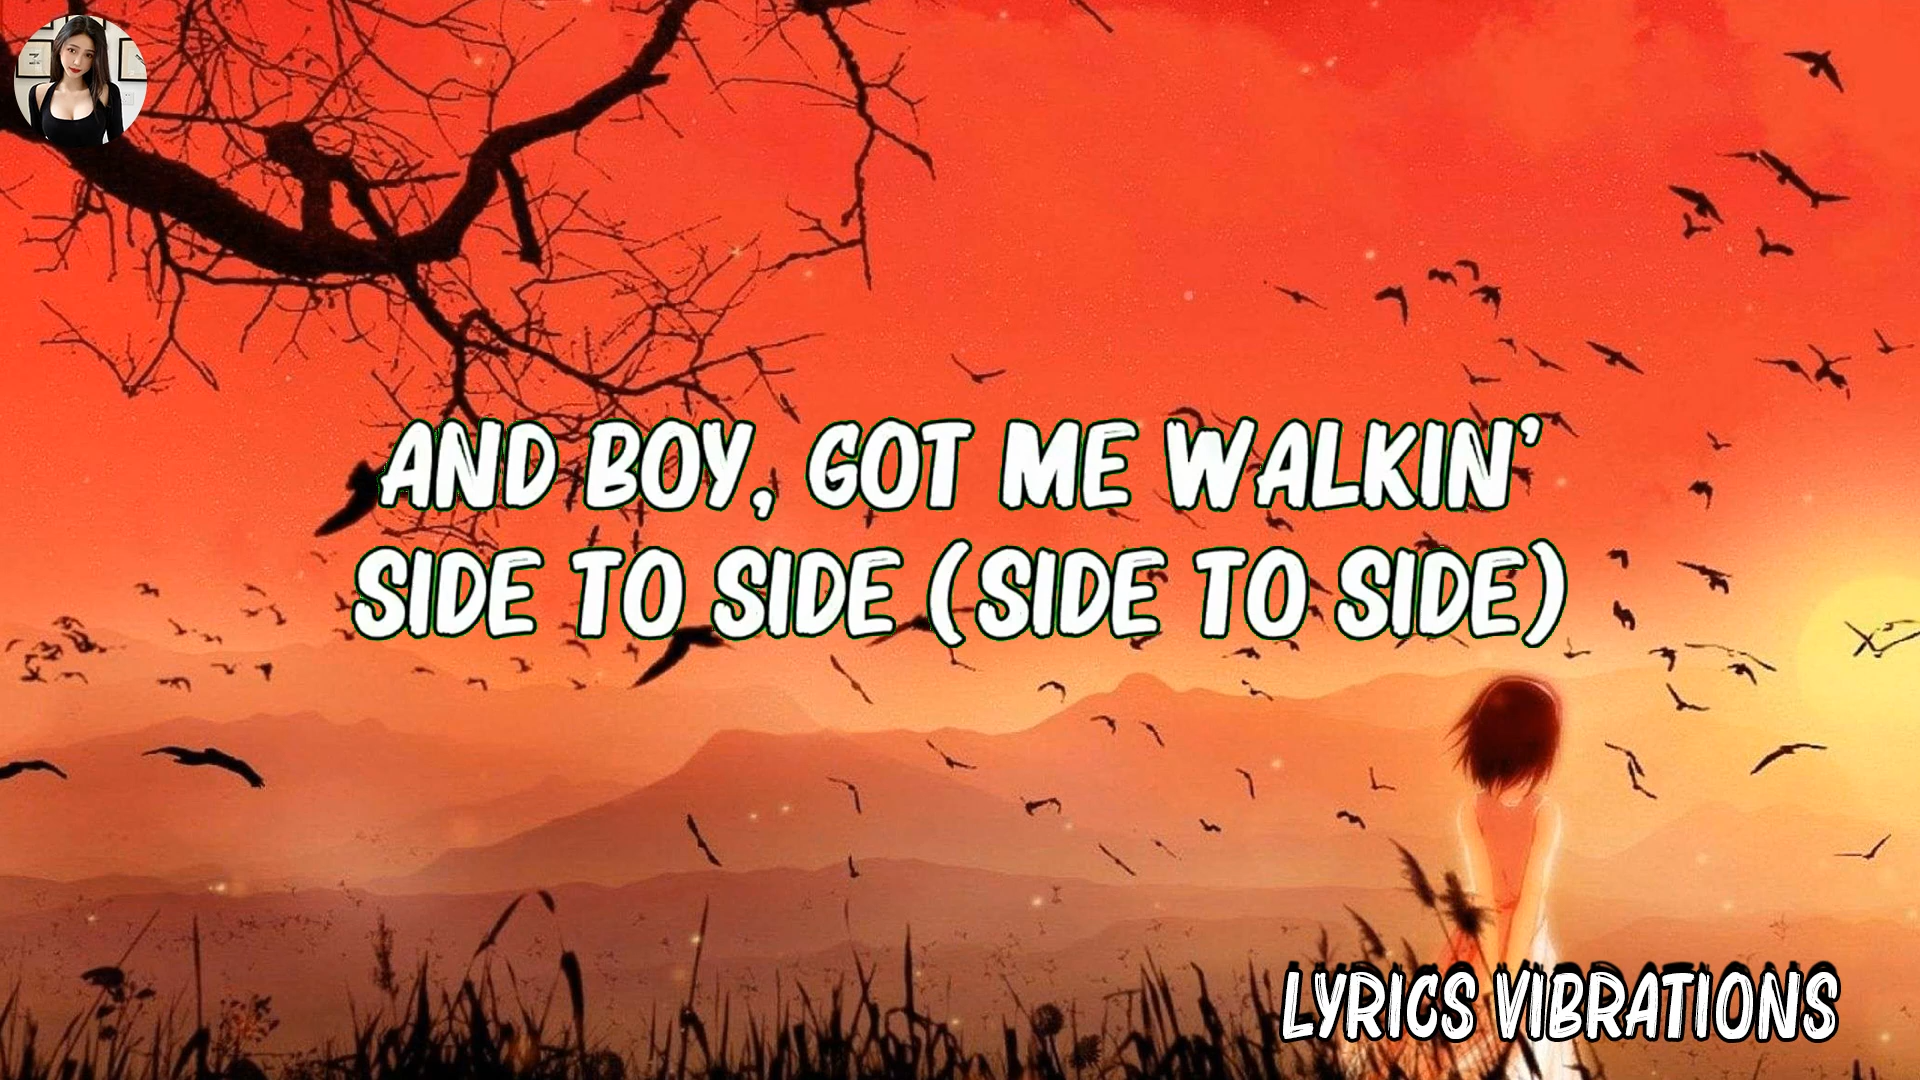 AND BOY, GOT ME WALKIN'
SIDE TO SIDE (SIDE TO SIDE)
LYRICS VIBRATIONS